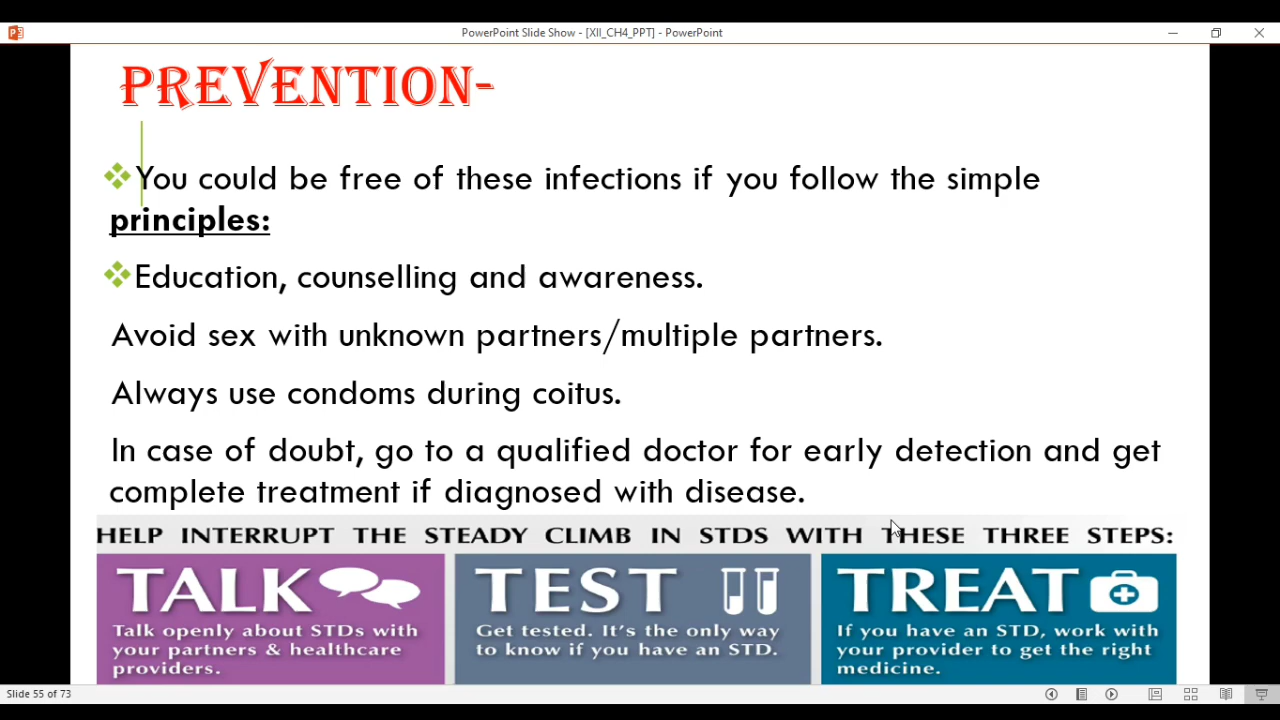 PowerPoint Slide Show - [XII_CH4_PPT] - PowerPoint
PREVENTION-
You could be free of these infections if you follow the simple
principles:
Education, counselling and awareness.
Avoid sex with unknown partners/multiple partners.
Always use condoms during coitus.
In case of doubt, go to a qualified doctor for early detection and get
complete treatment if diagnosed with disease.
HELP INTERRUPT THE STEADY CLIMB IN STDS WITH THESE THREE STEPS:
TALK
Talk openly about STDs with
your partners & healthcare
providers.
TEST
Get tested. It's the only way
to know if you have an STD.
TREAT
If you have an STD, work with
your provider to get the right
medicine.
Slide 55 of 73